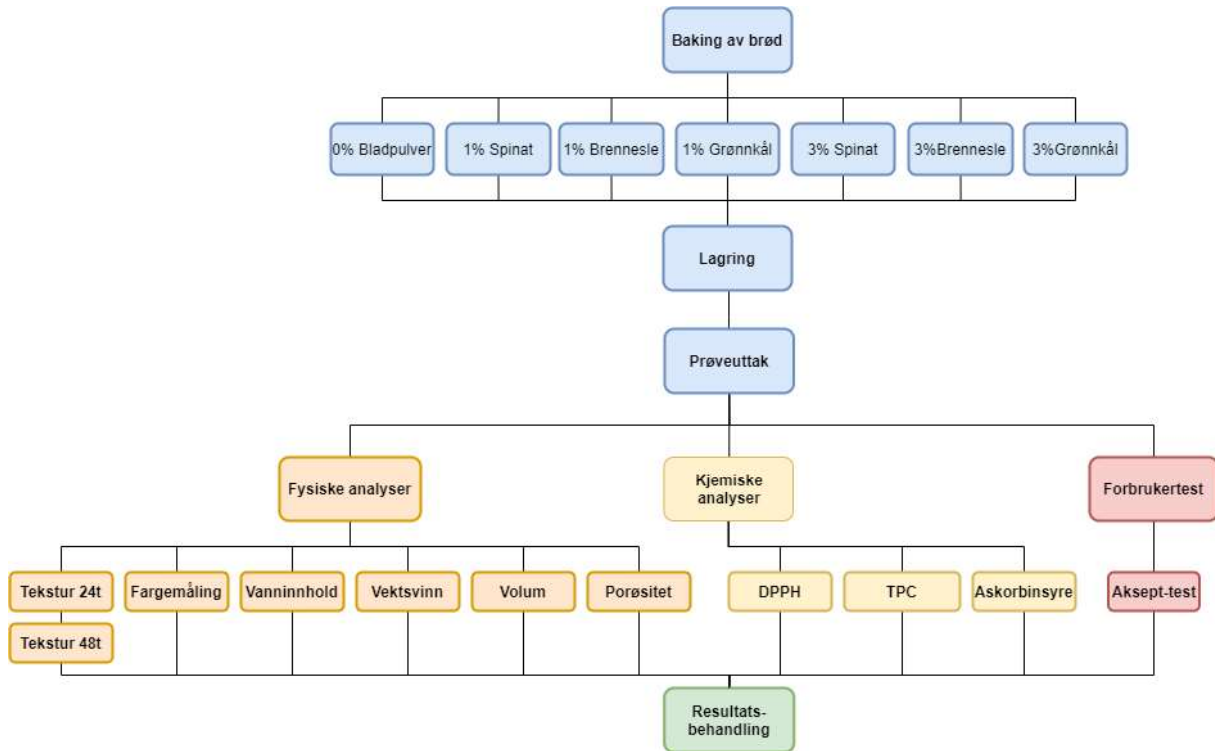 Baking av brød
0% Bladpulver
1% Spinat
1% Brennesle
1% Grønnkål
3% Spinat
3%Brennesle
3%Grønnkål
Lagring
Prøveuttak
Fysiske analyser
Kjemiske
analyser
Forbrukertest
Tekstur 24t
Fargemåling
Vanninnhold
Vektsvinn
Volum
Porøsitet
DPPH
TPC
Askorbinsyre
Aksept-test
Tekstur 48t
Resultats-
behandling